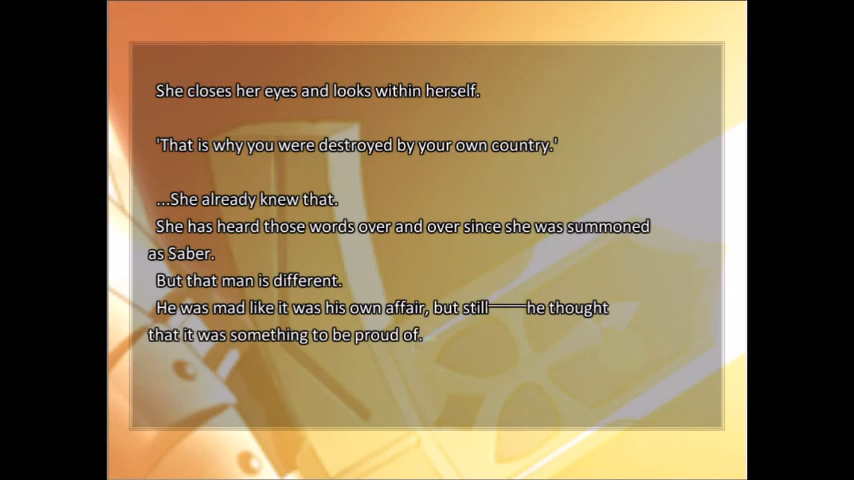 She closes her eyes and looks within herself.
'That is why you were destroyed by your own country.'
...She already knew that.
She has heard those words over and over since she was summoned
as Saber.
But that man is different.
He was mad like it was his own affair, but still───he thought
that it was something to be proud of.